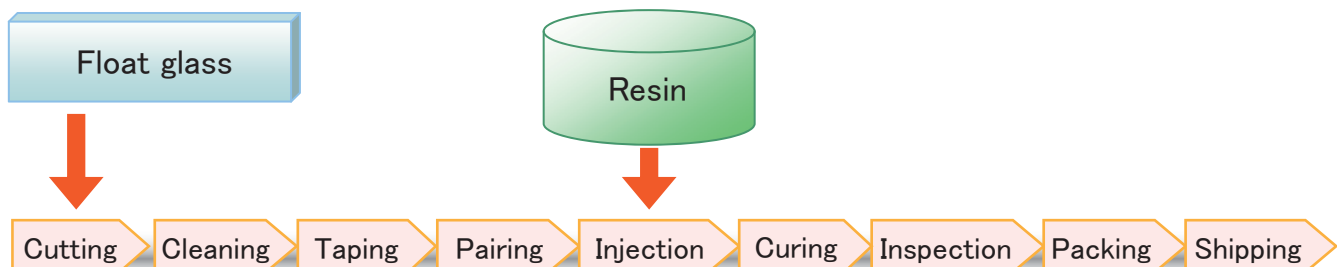 Float glass
Resin
Cutting
Cleaning
Taping
Pairing
Injection
Curing
Inspection
Packing
Shipping